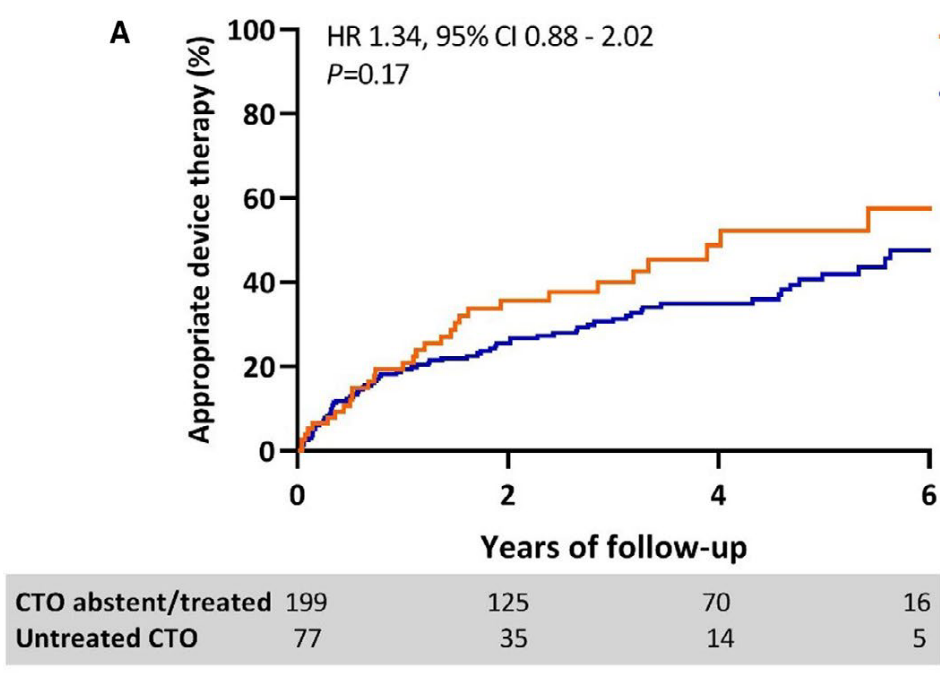 A
HR 1.34, 95% CI 0.88 - 2.02
P=0.17
Appropriate device therapy (%)
100
80
60
40
20
0
0 2 4 6
Years of follow-up
CTO abstent/treated 199 125 70 16
Untreated CTO 77 35 14 5